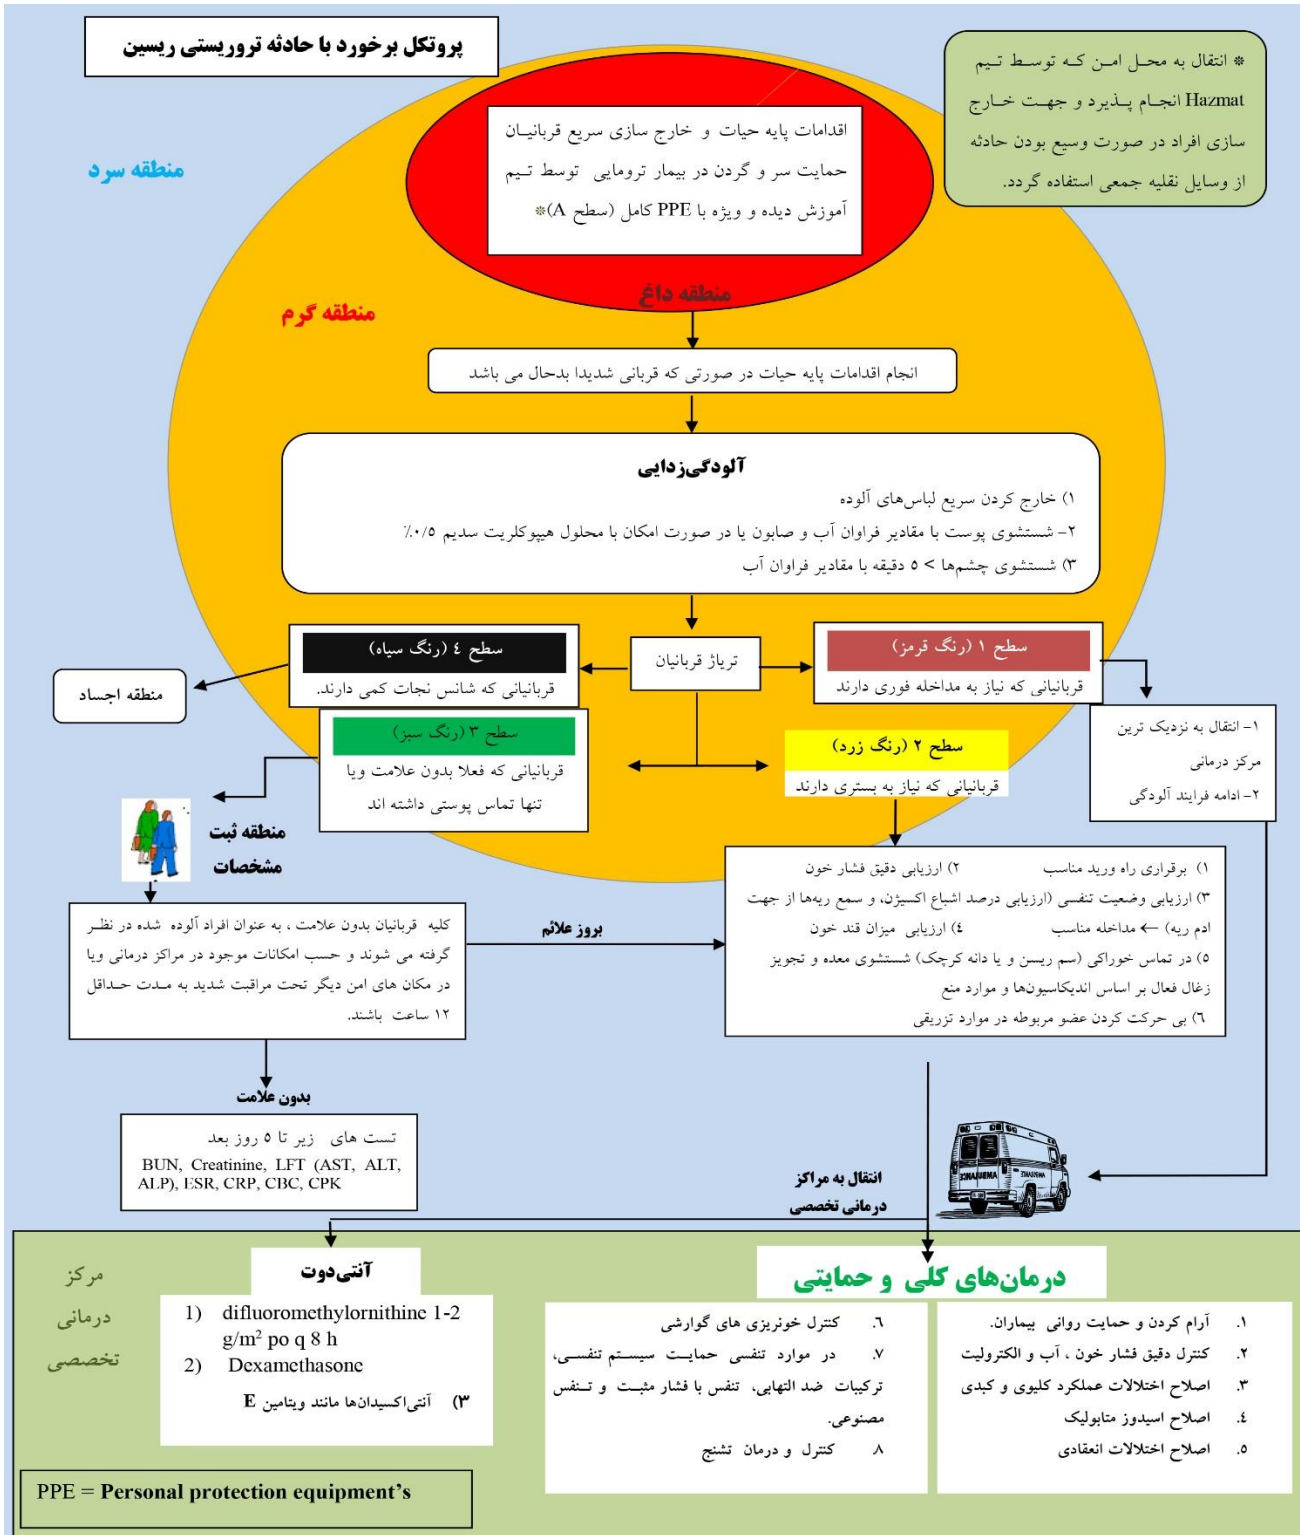 پروتکل برخورد با حادثه تروریستی ریسین
* انتقال به محل امن که توسط تیم
Hazmat انجام پذیرد و جهت خارج
سازی افراد در صورت وسیع بودن حادثه
از وسایل نقلیه جمعی استفاده گردد.
منطقه سرد
اقدامات پایه حیات و خارج سازی سریع قربانیان
حمایت سر و گردن در بیمار ترومایی توسط تیم
آموزش دیده و ویژه با PPE کامل (سطح A)*
منطقه داغ
منطقه گرم
انجام اقدامات پایه حیات در صورتی که قربانی شدیدا بدحال می باشد
آلودگی‌زدایی
۱) خارج کردن سریع لباس‌های آلوده
۲- شستشوی پوست با مقادیر فراوان آب و صابون یا در صورت امکان با محلول هیپوکلریت سدیم ۰/۵٪
۳) شستشوی چشم‌ها > ۵ دقیقه با مقادیر فراوان آب
تریاژ قربانیان
سطح ۱ (رنگ قرمز)
قربانیانی که نیاز به مداخله فوری دارند
سطح ٤ (رنگ سیاه)
قربانیانی که شانس نجات کمی دارند.
منطقه اجساد
سطح ۲ (رنگ زرد)
قربانیانی که نیاز به بستری دارند
سطح ۳ (رنگ سبز)
قربانیانی که فعلا بدون علامت ویا
تنها تماس پوستی داشته اند
۱- انتقال به نزدیک ترین
مرکز درمانی
۲- ادامه فرایند آلودگی
منطقه ثبت
مشخصات
۱) برقراری راه ورید مناسب ۲) ارزیابی دقیق فشار خون
۳) ارزیابی وضعیت تنفسی (ارزیابی درصد اشباع اکسیژن، و سمع ریه‌ها از جهت
ادم ریه) ← مداخله مناسب ٤) ارزیابی میزان قند خون
٥) در تماس خوراکی (سم ریسن و یا دانه کرچک) شستشوی معده و تجویز
زغال فعال بر اساس اندیکاسیون‌ها و موارد منع
٦) بی حرکت کردن عضو مربوطه در موارد تزریقی
بروز علائم
کلیه قربانیان بدون علامت ، به عنوان افراد آلوده شده در نظر
گرفته می شوند و حسب امکانات موجود در مراکز درمانی ویا
در مکان های امن دیگر تحت مراقبت شدید به مدت حداقل
۱۲ ساعت باشند.
بدون علامت
تست های زیر تا ٥ روز بعد
BUN, Creatinine, LFT (AST, ALT,
ALP), ESR, CRP, CBC, CPK
انتقال به مراکز
درمانی تخصصی
AMBULANCE
مرکز
درمانی
تخصصی
آنتی‌دوت
1) difluoromethylornithine 1-2
g/m² po q 8 h
2) Dexamethasone
۳) آنتی‌اکسیدان‌ها مانند ویتامین E
درمان‌های کلی و حمایتی
۱. آرام کردن و حمایت روانی بیماران.
۲. کنترل دقیق فشار خون ، آب و الکترولیت
۳. اصلاح اختلالات عملکرد کلیوی و کبدی
٤. اصلاح اسیدوز متابولیک
٥. اصلاح اختلالات انعقادی
٦. کنترل خونریزی های گوارشی
۷. در موارد تنفسی حمایت سیستم تنفسی،
ترکیبات ضد التهابی، تنفس با فشار مثبت و تنفس
مصنوعی.
۸ کنترل و درمان تشنج
PPE = Personal protection equipment's